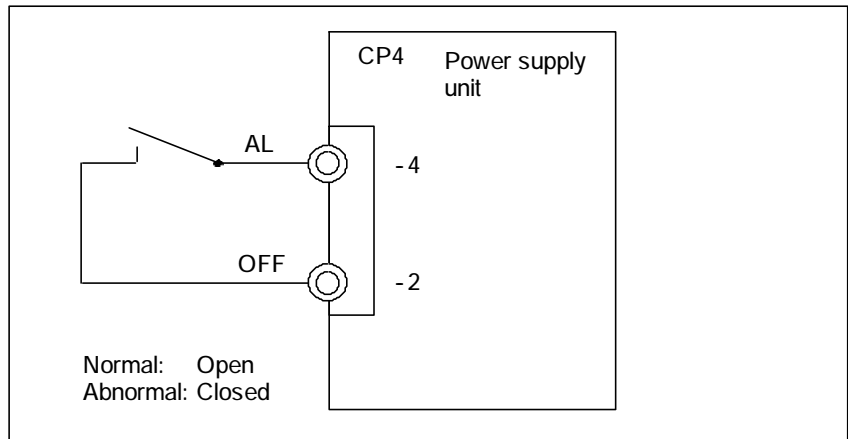 CP4
Power supply
unit
AL
-4
OFF
-2
Normal: Open
Abnormal: Closed